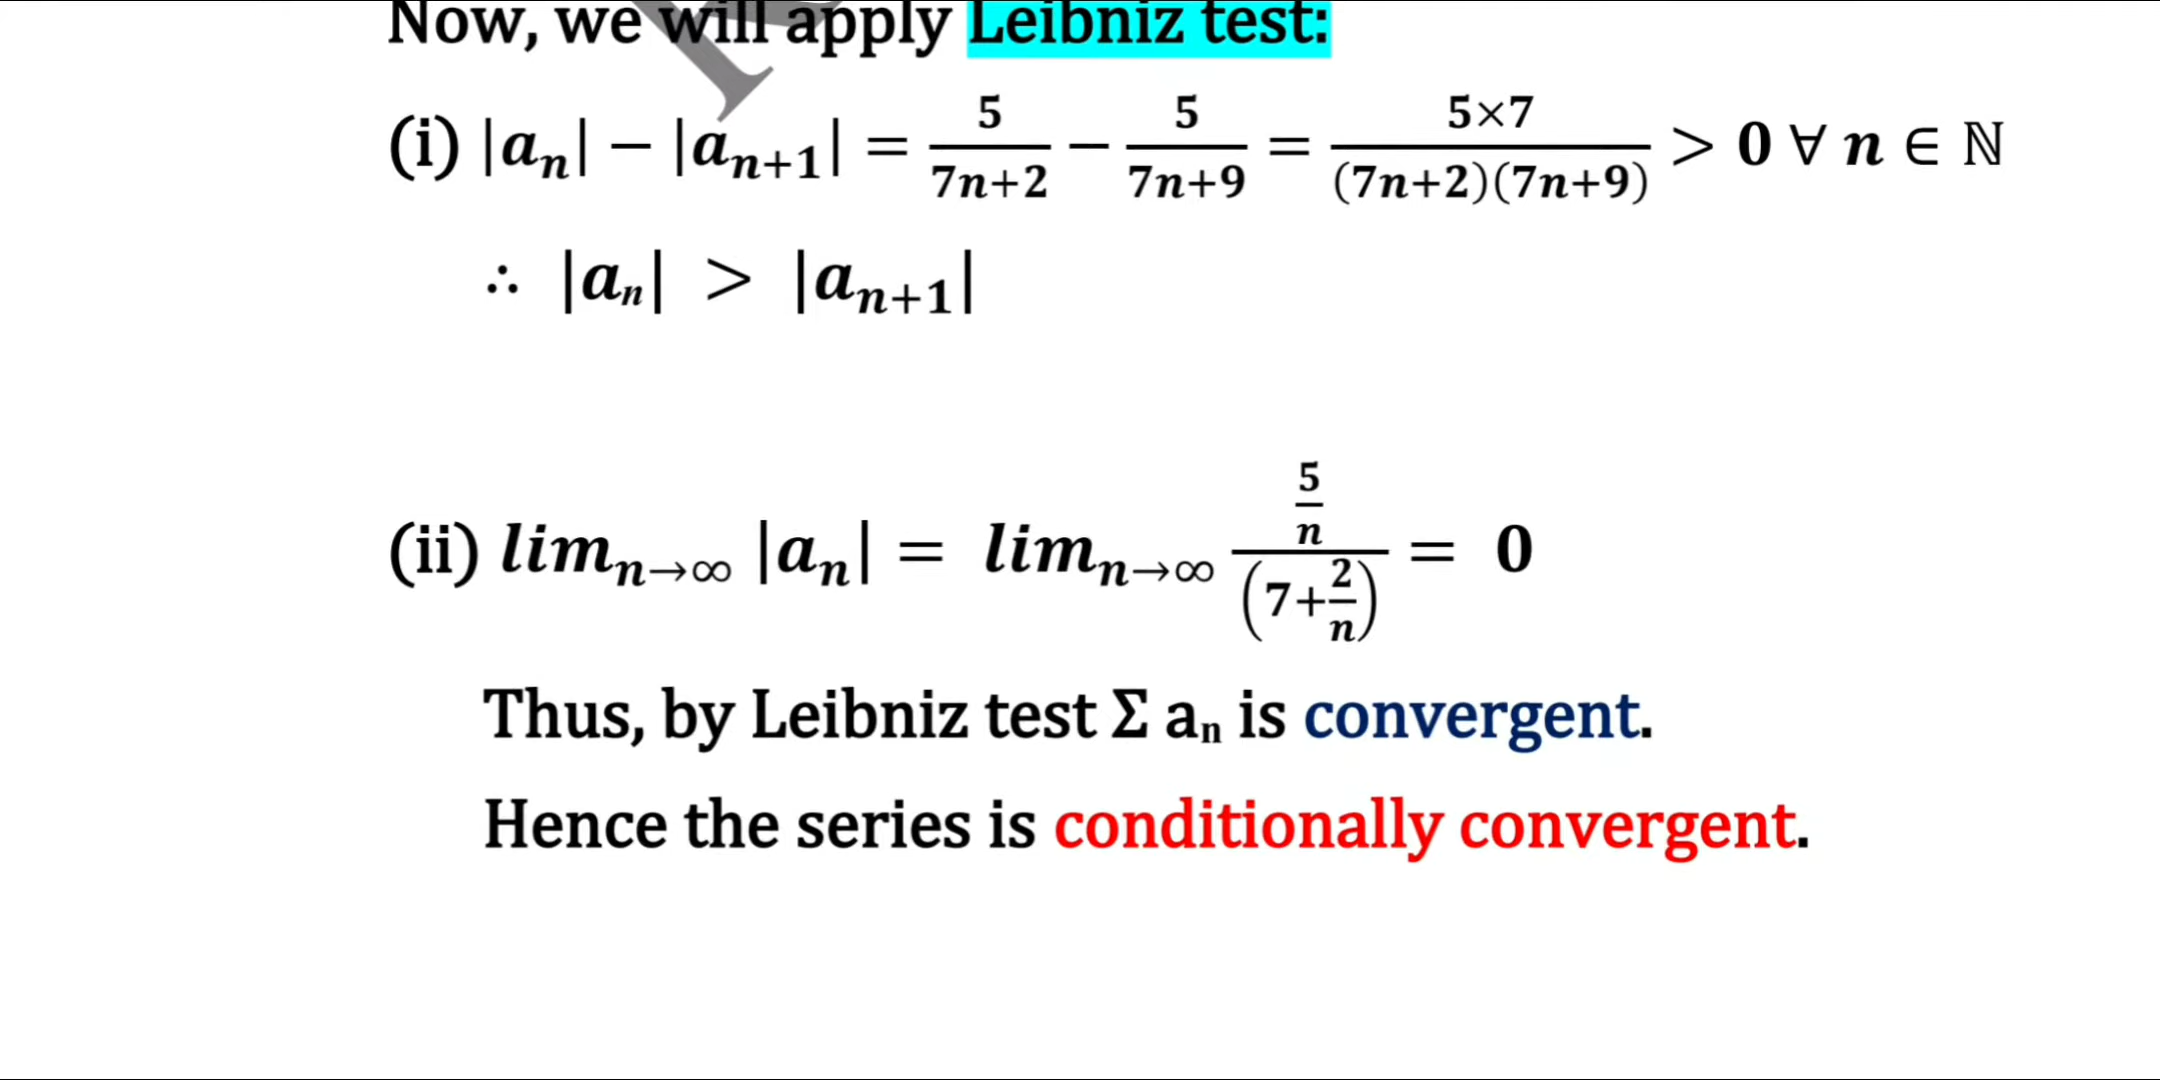 Now, we will apply Leibniz test:
(i) |aₙ| − |aₙ₊₁| = 5/(7n+2) − 5/(7n+9) = 5×7/((7n+2)(7n+9)) > 0 ∀ n ∈ ℕ
∴ |aₙ| > |aₙ₊₁|
(ii) limₙ→∞ |aₙ| = limₙ→∞ (5/n)/(7+2/n) = 0
Thus, by Leibniz test Σ aₙ is convergent.
Hence the series is conditionally convergent.